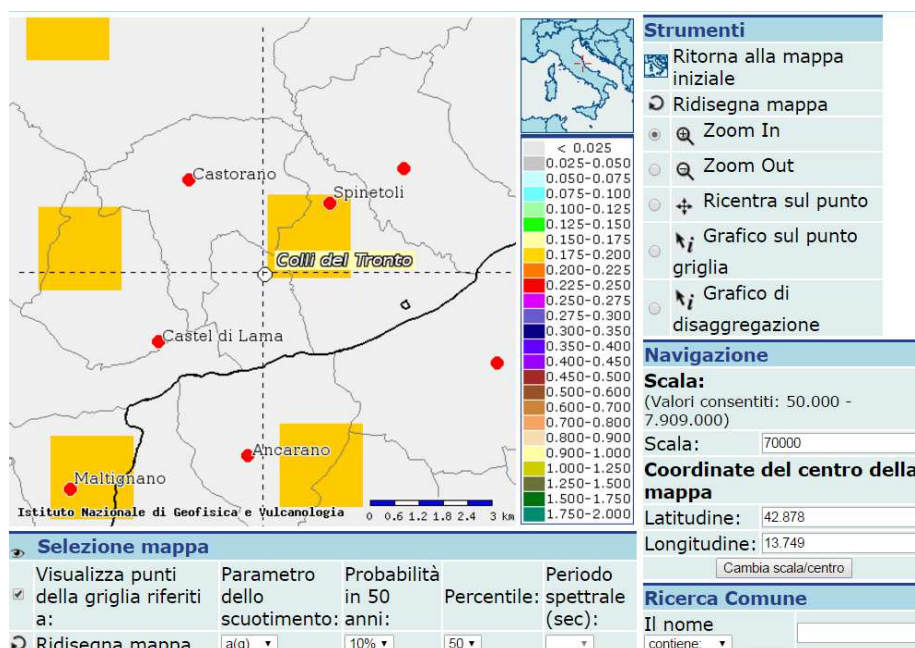 Castorano
Spinetoli
Colli del Tronto
Castel di Lama
Ancarano
Maltignano
Istituto Nazionale di Geofisica e Vulcanologia
0 0.6 1.2 1.8 2.4 3 km
< 0.025
0.025-0.050
0.050-0.075
0.075-0.100
0.100-0.125
0.125-0.150
0.150-0.175
0.175-0.200
0.200-0.225
0.225-0.250
0.250-0.275
0.275-0.300
0.300-0.350
0.350-0.400
0.400-0.450
0.450-0.500
0.500-0.600
0.600-0.700
0.700-0.800
0.800-0.900
0.900-1.000
1.000-1.250
1.250-1.500
1.500-1.750
1.750-2.000
Strumenti
Ritorna alla mappa
iniziale
Ridisegna mappa
Zoom In
Zoom Out
Ricentra sul punto
Grafico sul punto
griglia
Grafico di
disaggregazione
Navigazione
Scala:
(Valori consentiti: 50.000 -
7.909.000)
Scala: 70000
Coordinate del centro della
mappa
Latitudine: 42.878
Longitudine: 13.749
Cambia scala/centro
Ricerca Comune
Il nome
contiene:
Selezione mappa
Visualizza punti
della griglia riferiti
a:
Parametro
dello
scuotimento:
Probabilità
in 50
anni:
Percentile:
Periodo
spettrale
(sec):
Ridisegna mappa
a(g)
10%
50